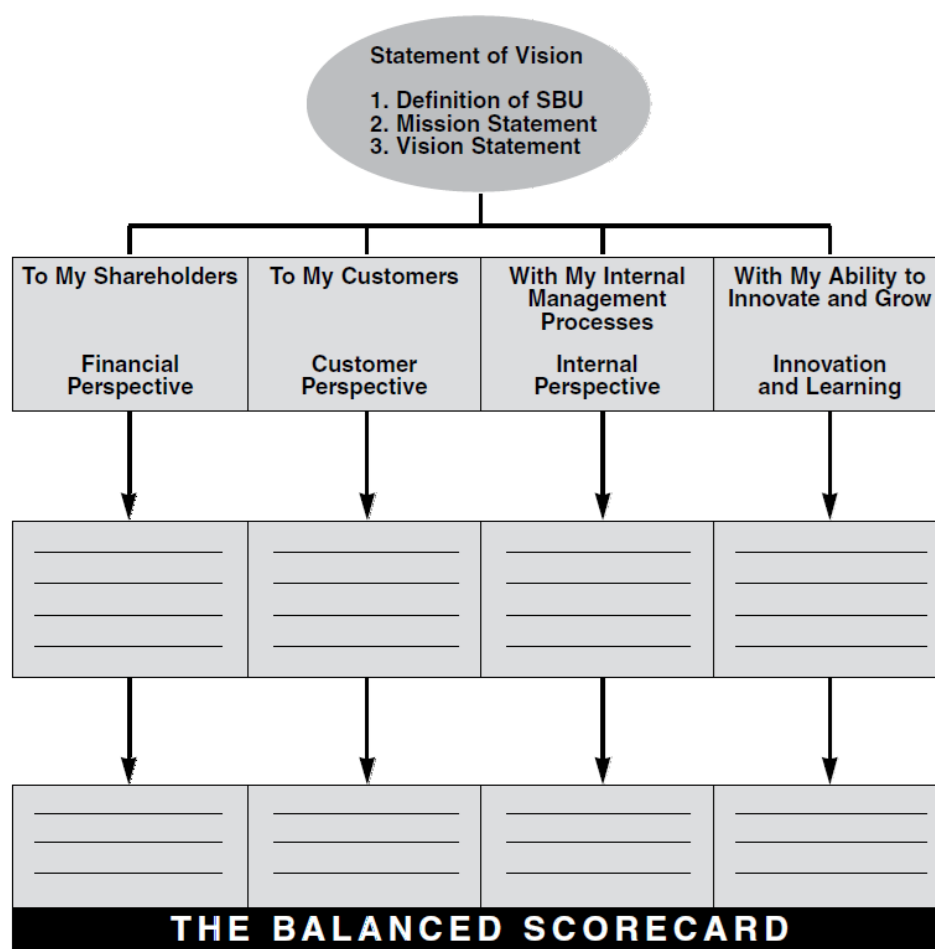 Statement of Vision
1. Definition of SBU
2. Mission Statement
3. Vision Statement
To My Shareholders
Financial
Perspective
To My Customers
Customer
Perspective
With My Internal
Management
Processes
Internal
Perspective
With My Ability to
Innovate and Grow
Innovation
and Learning
THE BALANCED SCORECARD